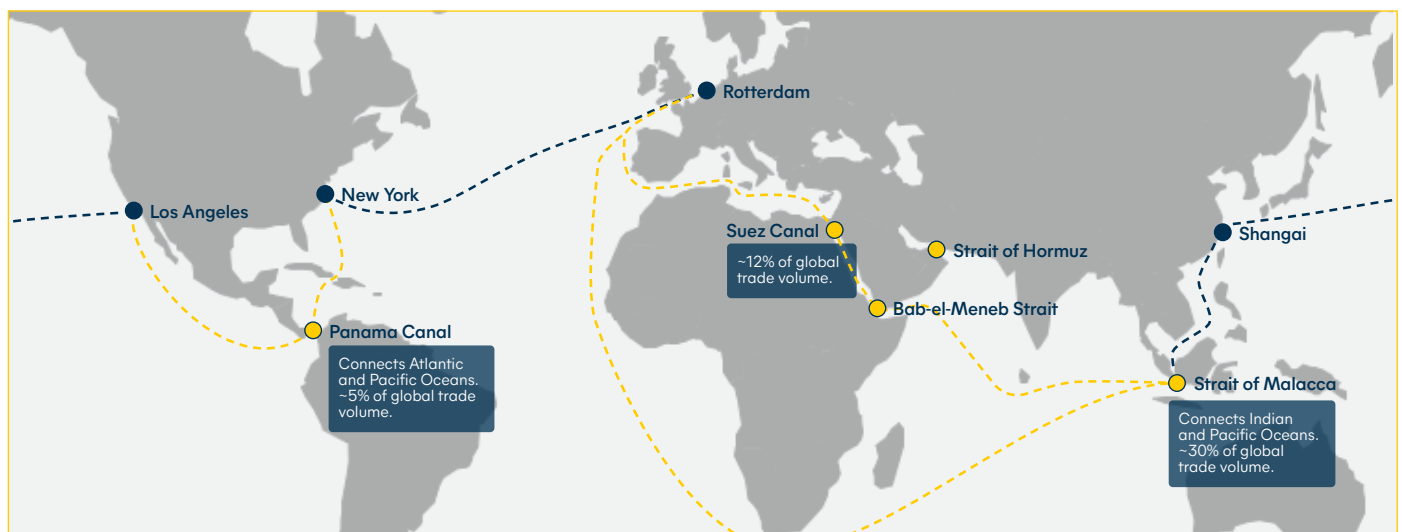 Rotterdam
New York
Los Angeles
Suez Canal
~12% of global
trade volume.
Strait of Hormuz
Shangai
Bab-el-Meneb Strait
Panama Canal
Connects Atlantic
and Pacific Oceans.
~5% of global trade
volume.
Strait of Malacca
Connects Indian
and Pacific Oceans.
~30% of global
trade volume.